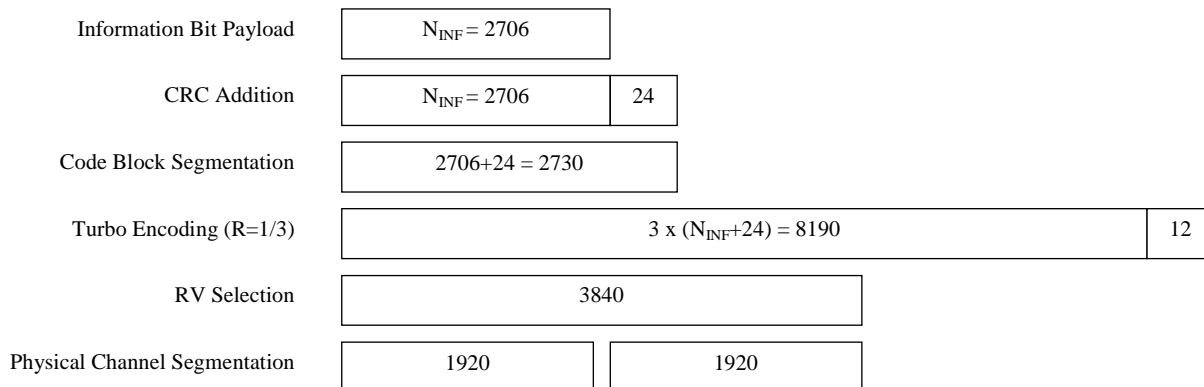 Information Bit Payload N_INF = 2706
CRC Addition N_INF = 2706 24
Code Block Segmentation 2706+24 = 2730
Turbo Encoding (R=1/3) 3 x (N_INF+24) = 8190 12
RV Selection 3840
Physical Channel Segmentation 1920 1920